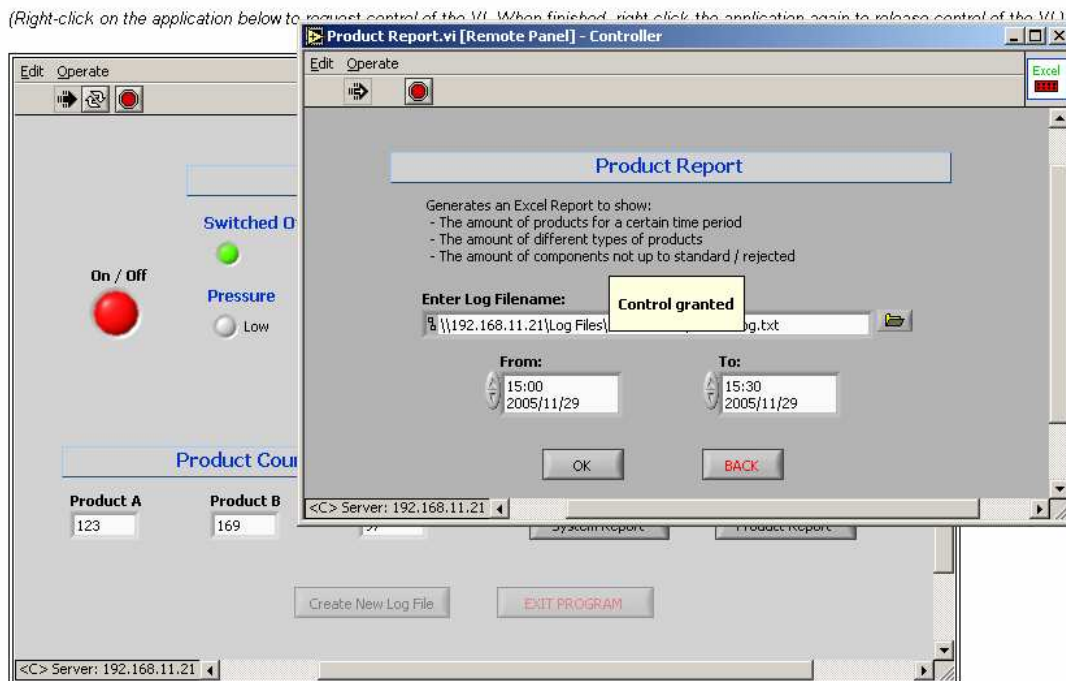 (Right-click on the application below to request control of the VI. When finished, right click the application again to release control of the VI.)
Product Report.vi [Remote Panel] - Controller
Edit Operate
Excel
Product Report
Generates an Excel Report to show:
- The amount of products for a certain time period
- The amount of different types of products
- The amount of components not up to standard / rejected
Enter Log Filename:
Control granted
\\192.168.11.21\Log Files\ og.txt
From:
To:
15:00
2005/11/29
15:30
2005/11/29
OK
BACK
<C> Server: 192.168.11.21
Edit Operate
Switched O
On / Off
Pressure
Low
Product Cou
Product A
Product B
123
169
System Report
Product Report
Create New Log File
EXIT PROGRAM
<C> Server: 192.168.11.21